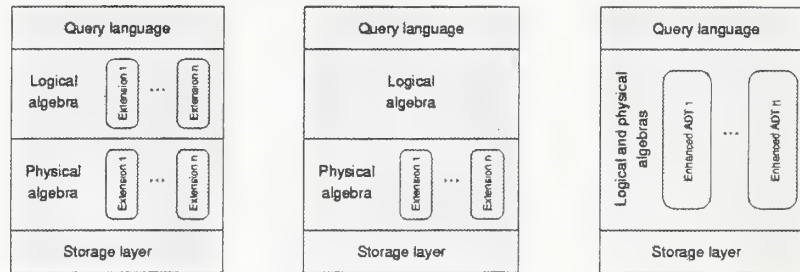 Query language
Logical
algebra
Extension 1
...
Extension n
Physical
algebra
Extension 1
...
Extension n
Storage layer
Query language
Logical
algebra
Physical
algebra
Extension 1
...
Extension n
Storage layer
Query language
Logical and physical
algebras
Enhanced ADT 1
...
Enhanced ADT n
Storage layer